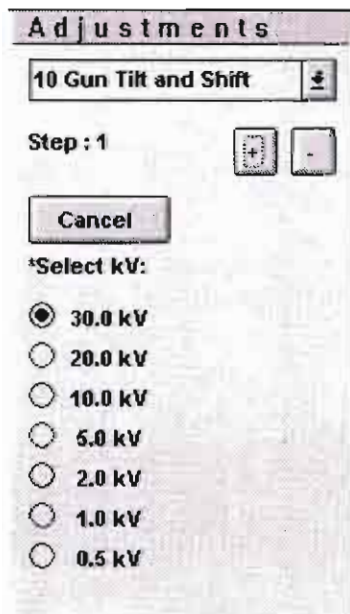 Adjustments
10 Gun Tilt and Shift
Step : 1 + -
Cancel
*Select kV:
30.0 kV
20.0 kV
10.0 kV
5.0 kV
2.0 kV
1.0 kV
0.5 kV